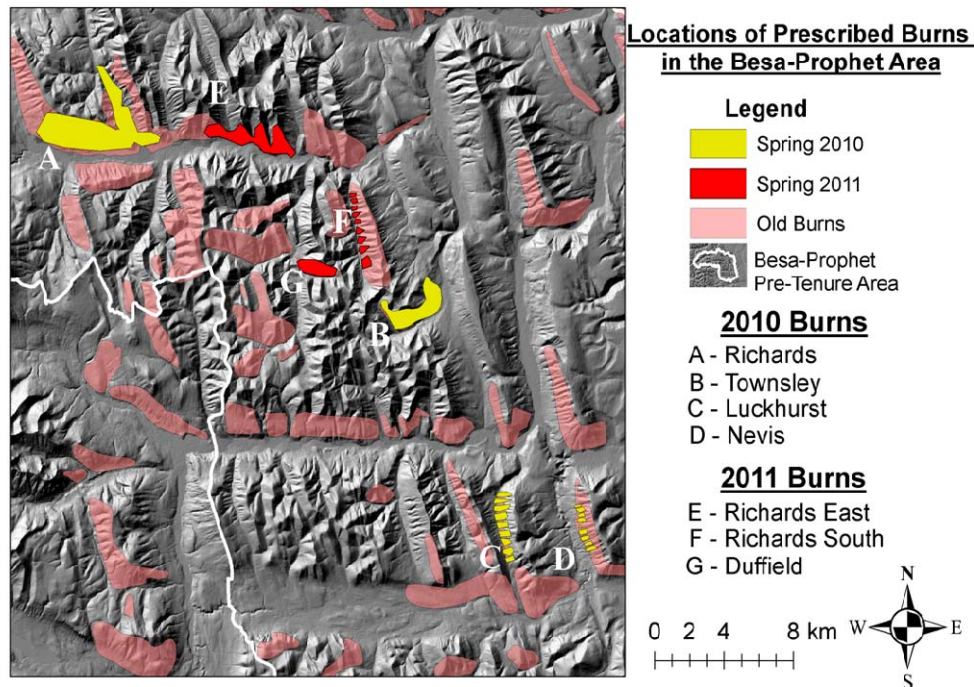 Locations of Prescribed Burns
in the Besa-Prophet Area
Legend
Spring 2010
Spring 2011
Old Burns
Besa-Prophet
Pre-Tenure Area
2010 Burns
A - Richards
B - Townsley
C - Luckhurst
D - Nevis
2011 Burns
E - Richards East
F - Richards South
G - Duffield
N
W E
S
0 2 4 8 km
E
A
F
G
B
C D